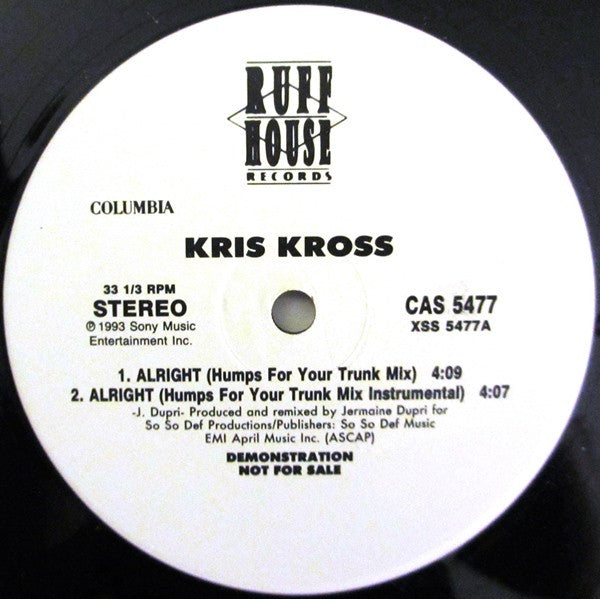 RUFF
HOUSE
RECORDS
COLUMBIA
KRIS KROSS
33 1/3 RPM
STEREO
℗ 1993 Sony Music
Entertainment Inc.
CAS 5477
XSS 5477A
1. ALRIGHT (Humps For Your Trunk Mix) 4:09
2. ALRIGHT (Humps For Your Trunk Mix Instrumental) 4:07
-J. Dupri- Produced and remixed by Jermaine Dupri for
So So Def Productions/Publishers: So So Def Music
EMI April Music Inc. (ASCAP)
DEMONSTRATION
NOT FOR SALE